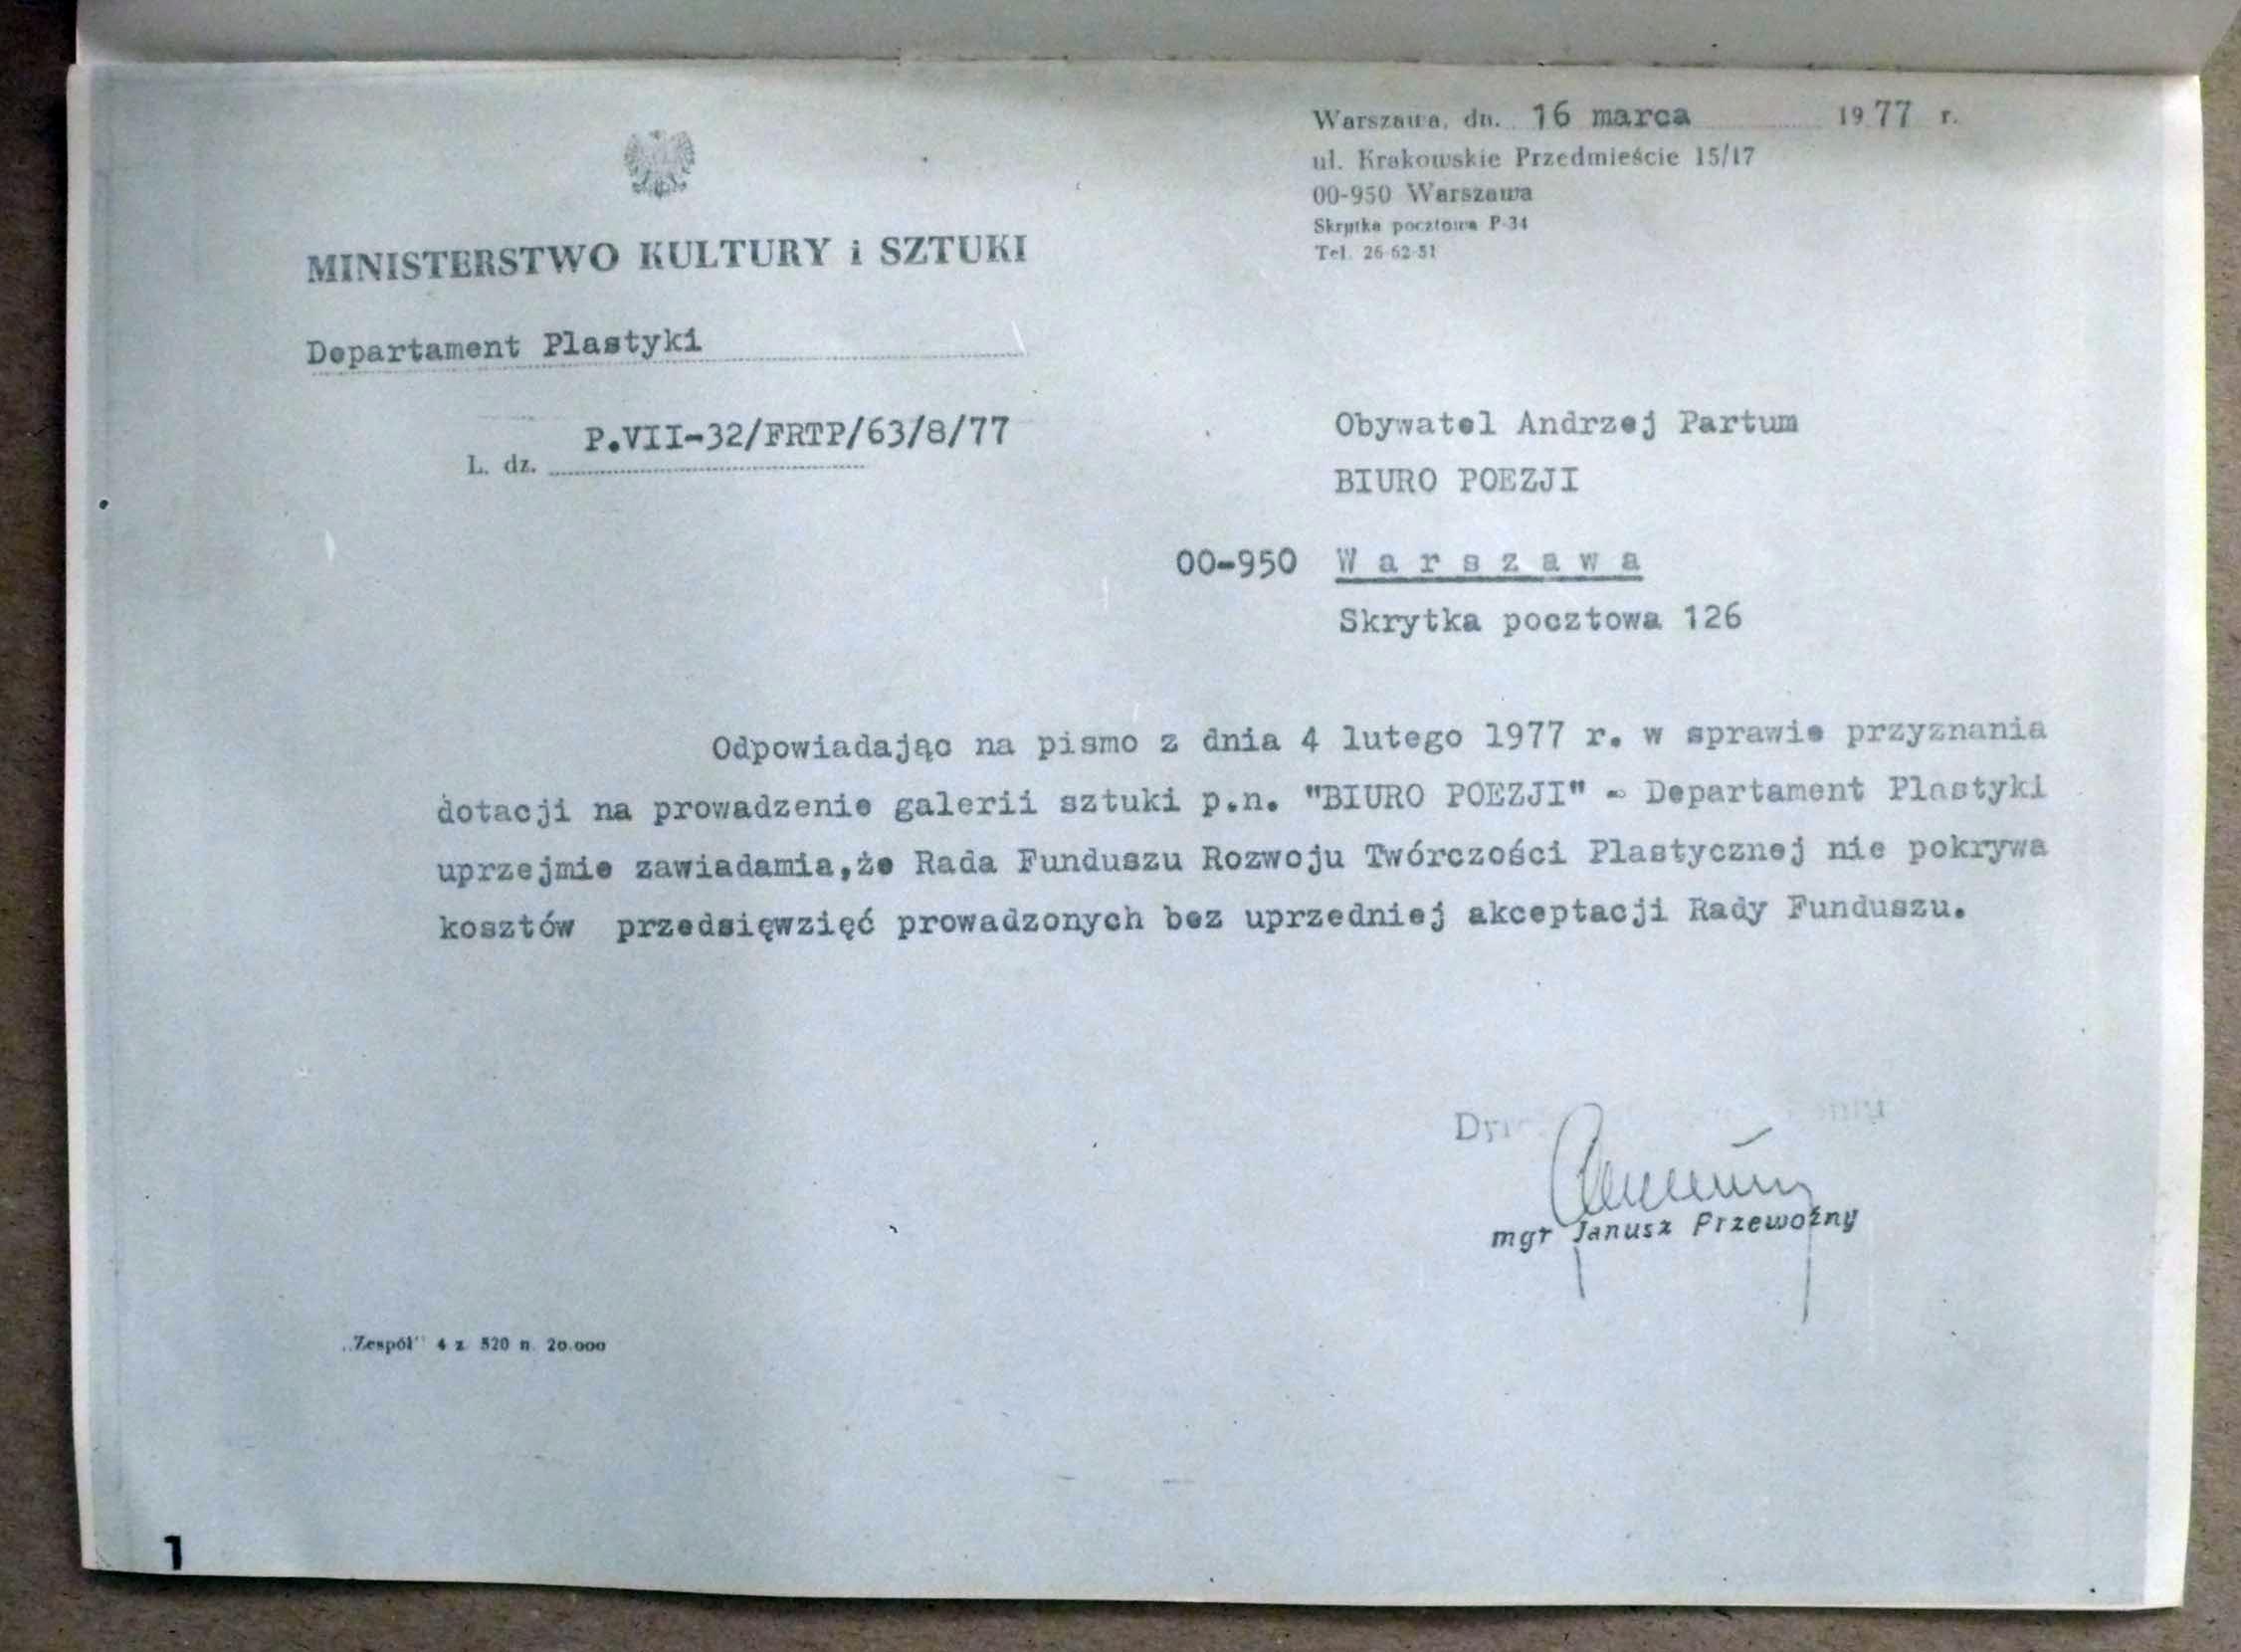 Warszawa, dn. 16 marca 1977 r.
ul. Krakowskie Przedmieście 15/17
00-950 Warszawa
Skrytka pocztowa P-34
Tel. 26-62-51
MINISTERSTWO KULTURY i SZTUKI
Departament Plastyki
L. dz. P.VII-32/FRTP/63/8/77
Obywatel Andrzej Partum
BIURO POEZJI
00-950 Warszawa
Skrytka pocztowa 126
Odpowiadając na pismo z dnia 4 lutego 1977 r. w sprawie przyznania
dotacji na prowadzenie galerii sztuki p.n. "BIURO POEZJI" - Departament Plastyki
uprzejmie zawiadamia,że Rada Funduszu Rozwoju Twórczości Plastycznej nie pokrywa
kosztów przedsięwzięć prowadzonych bez uprzedniej akceptacji Rady Funduszu.
mgr Janusz Przewoźny
„Zespół" 4 z. 520 n. 20.000
1